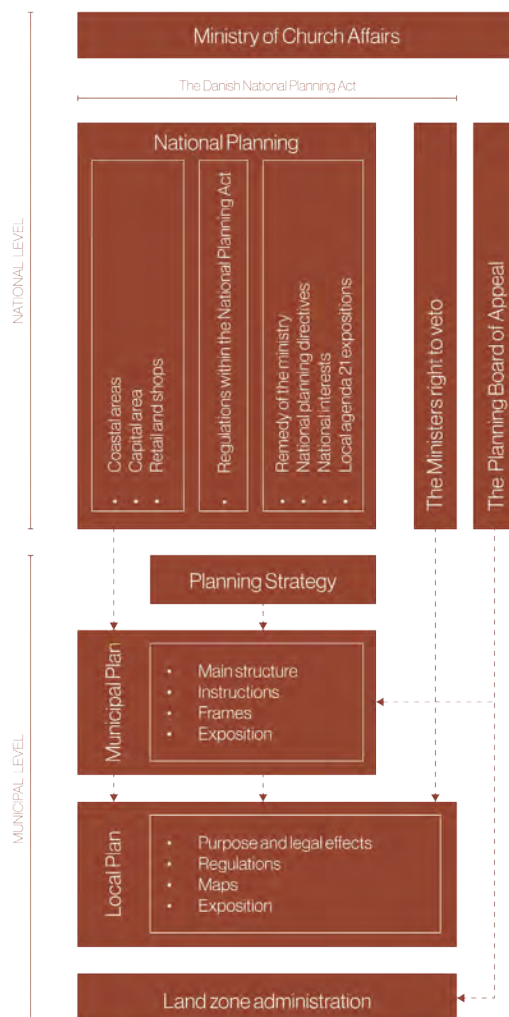 Ministry of Church Affairs
The Danish National Planning Act
NATIONAL LEVEL
National Planning
• Coastal areas
• Capital area
• Retail and shops
• Regulations within the National Planning Act
• Remedy of the ministry
• National planning directives
• National interests
• Local agenda 21 expositions
The Ministers right to veto
The Planning Board of Appeal
MUNICIPAL LEVEL
Planning Strategy
Municipal Plan
• Main structure
• Instructions
• Frames
• Exposition
Local Plan
• Purpose and legal effects
• Regulations
• Maps
• Exposition
Land zone administration